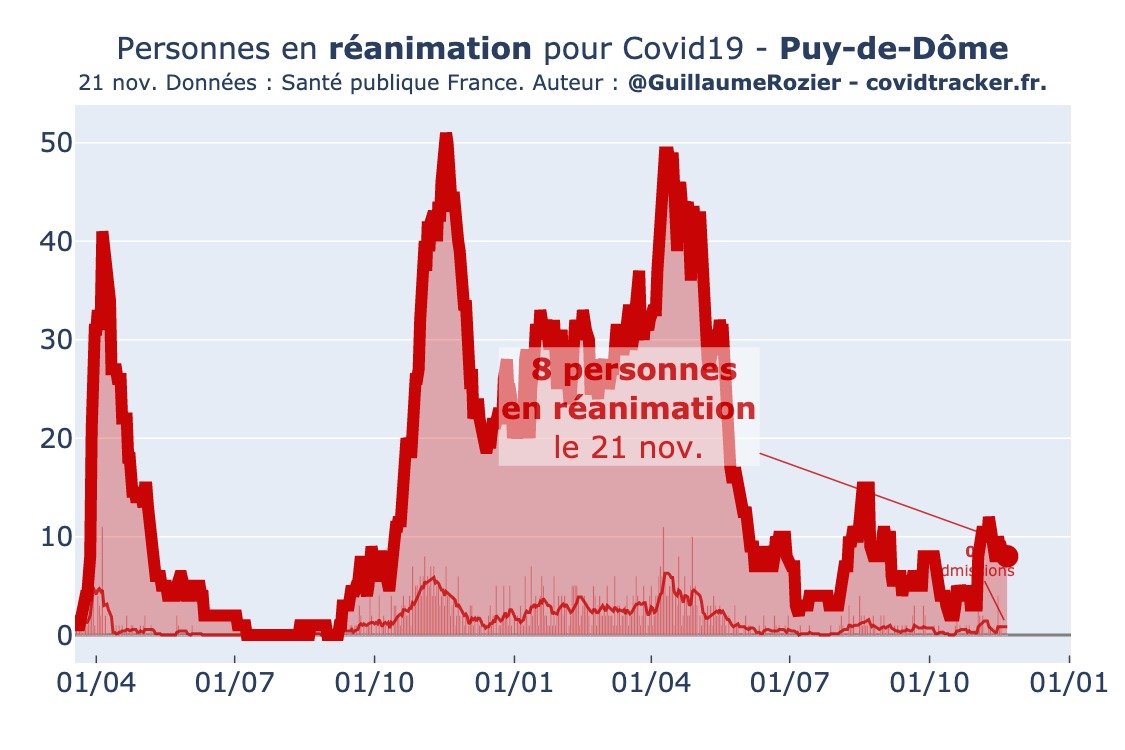 Personnes en réanimation pour Covid19 - Puy-de-Dôme
21 nov. Données : Santé publique France. Auteur : @GuillaumeRozier - covidtracker.fr.
50
40
30
20
10
0
8 personnes
en réanimation
le 21 nov.
0
dmissions
01/04
01/07
01/10
01/01
01/04
01/07
01/10
01/01